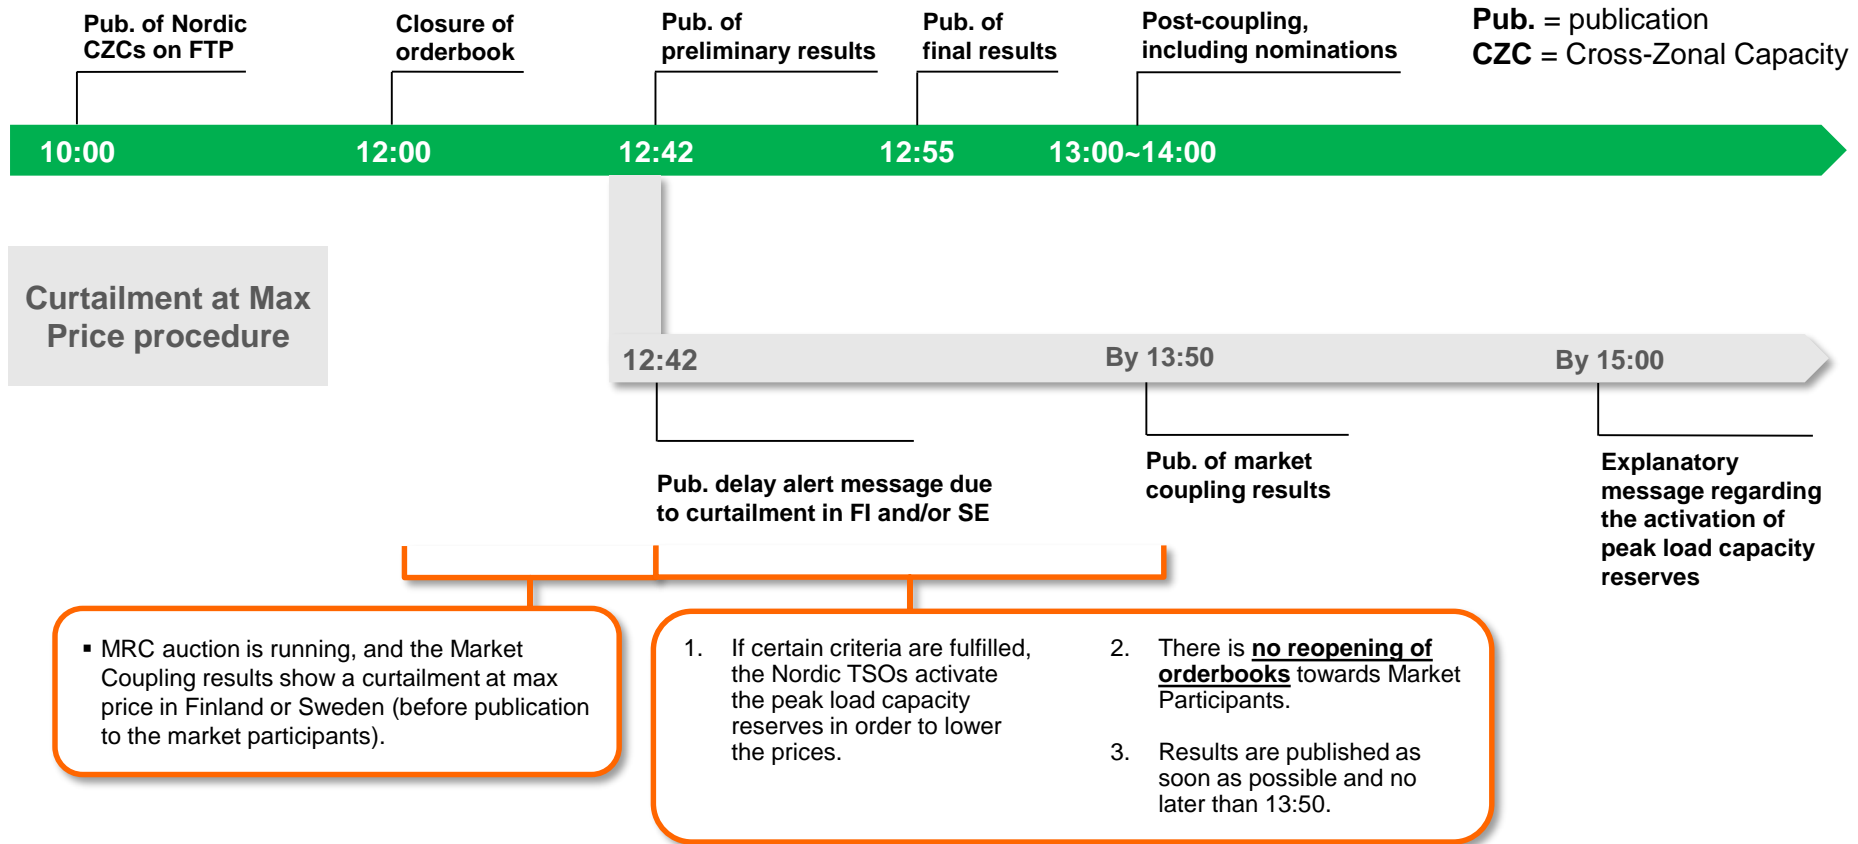 Pub. of Nordic
CZCs on FTP
Closure of
orderbook
Pub. of
preliminary results
Pub. of
final results
Post-coupling,
including nominations
Pub. = publication
CZC = Cross-Zonal Capacity
10:00
12:00
12:42
12:55
13:00~14:00
Curtailment at Max
Price procedure
12:42
By 13:50
By 15:00
Pub. delay alert message due
to curtailment in FI and/or SE
Pub. of market
coupling results
Explanatory
message regarding
the activation of
peak load capacity
reserves
▪ MRC auction is running, and the Market
Coupling results show a curtailment at max
price in Finland or Sweden (before publication
to the market participants).
1. If certain criteria are fulfilled,
the Nordic TSOs activate
the peak load capacity
reserves in order to lower
the prices.
2. There is no reopening of
orderbooks towards Market
Participants.
3. Results are published as
soon as possible and no
later than 13:50.